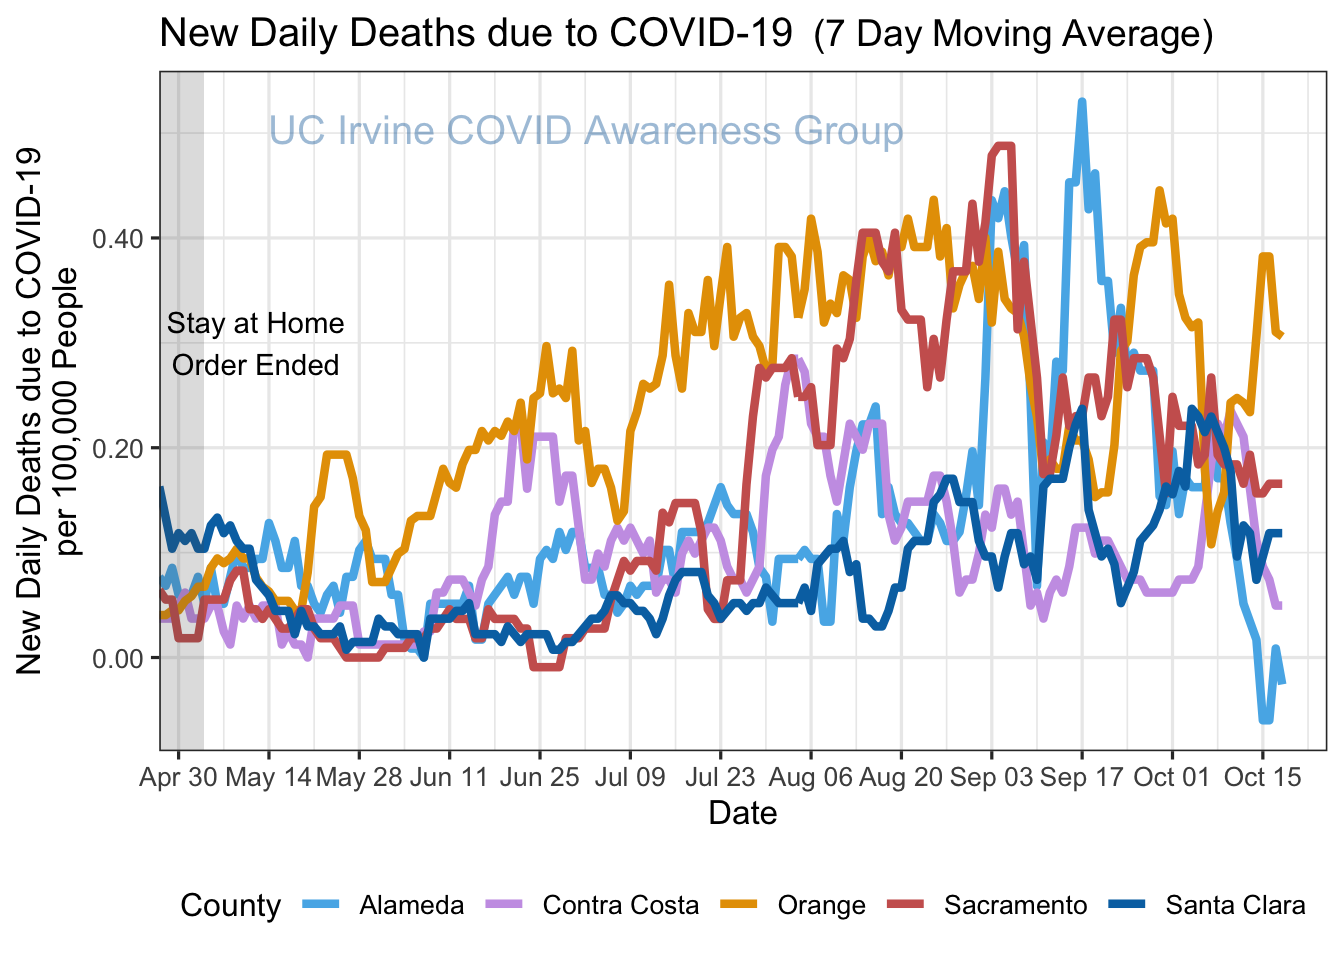 New Daily Deaths due to COVID-19 (7 Day Moving Average)
UC Irvine COVID Awareness Group
New Daily Deaths due to COVID-19
per 100,000 People
0.40
0.20
0.00
Stay at Home
Order Ended
Apr 30 May 14 May 28 Jun 11 Jun 25 Jul 09 Jul 23 Aug 06 Aug 20 Sep 03 Sep 17 Oct 01 Oct 15
Date
County Alameda Contra Costa Orange Sacramento Santa Clara